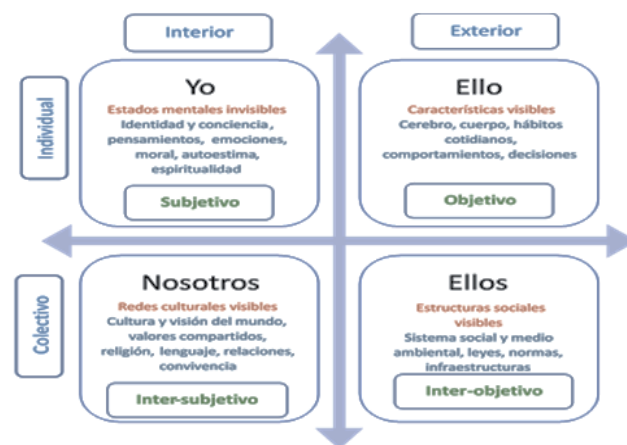 Interior
Exterior
Individual
Yo
Estados mentales invisibles
Identidad y conciencia,
pensamientos, emociones,
moral, autoestima,
espiritualidad
Subjetivo
Ello
Características visibles
Cerebro, cuerpo, hábitos
cotidianos,
comportamientos, decisiones
Objetivo
Colectivo
Nosotros
Redes culturales visibles
Cultura y visión del mundo,
valores compartidos,
religión, lenguaje, relaciones,
convivencia
Inter-subjetivo
Ellos
Estructuras sociales
visibles
Sistema social y medio
ambiental, leyes, normas,
infraestructuras
Inter-objetivo